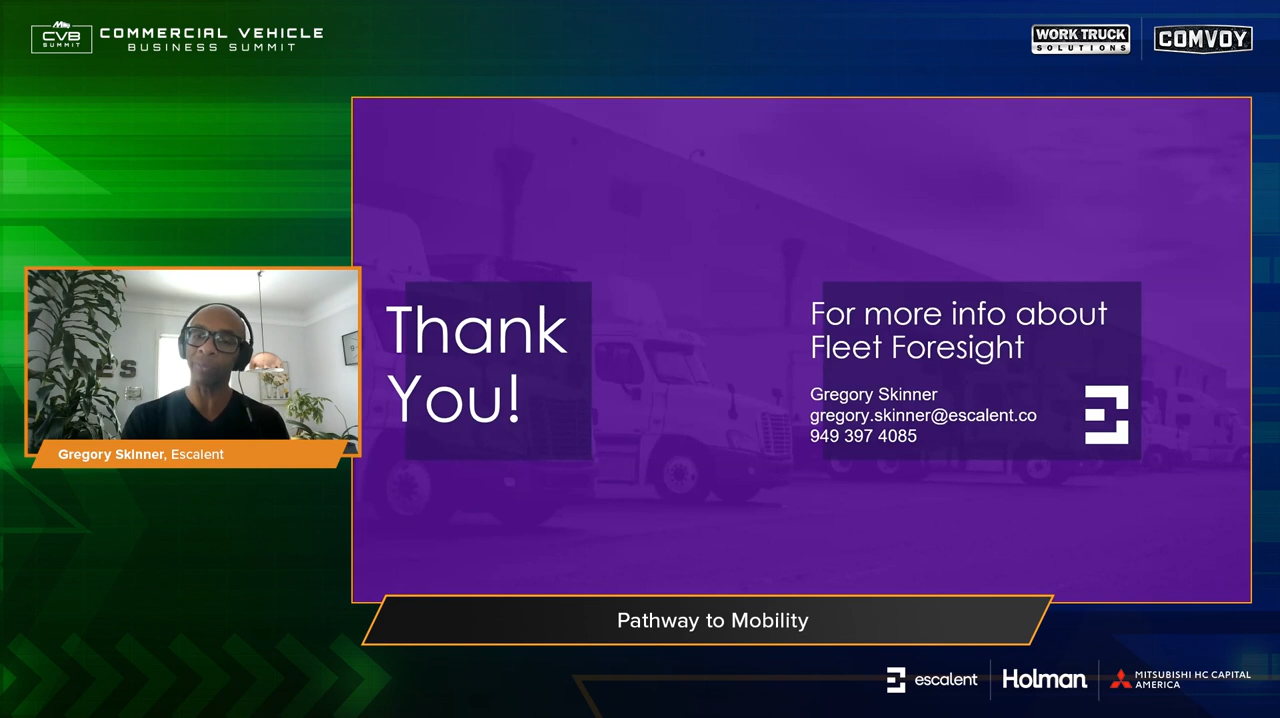 CVB
SUMMIT
COMMERCIAL VEHICLE
BUSINESS SUMMIT
WORK TRUCK
SOLUTIONS
COMVOY
Thank
You!
For more info about
Fleet Foresight
Gregory Skinner
gregory.skinner@escalent.co
949 397 4085
Gregory Skinner, Escalent
Pathway to Mobility
escalent
Holman
MITSUBISHI HC CAPITAL
AMERICA